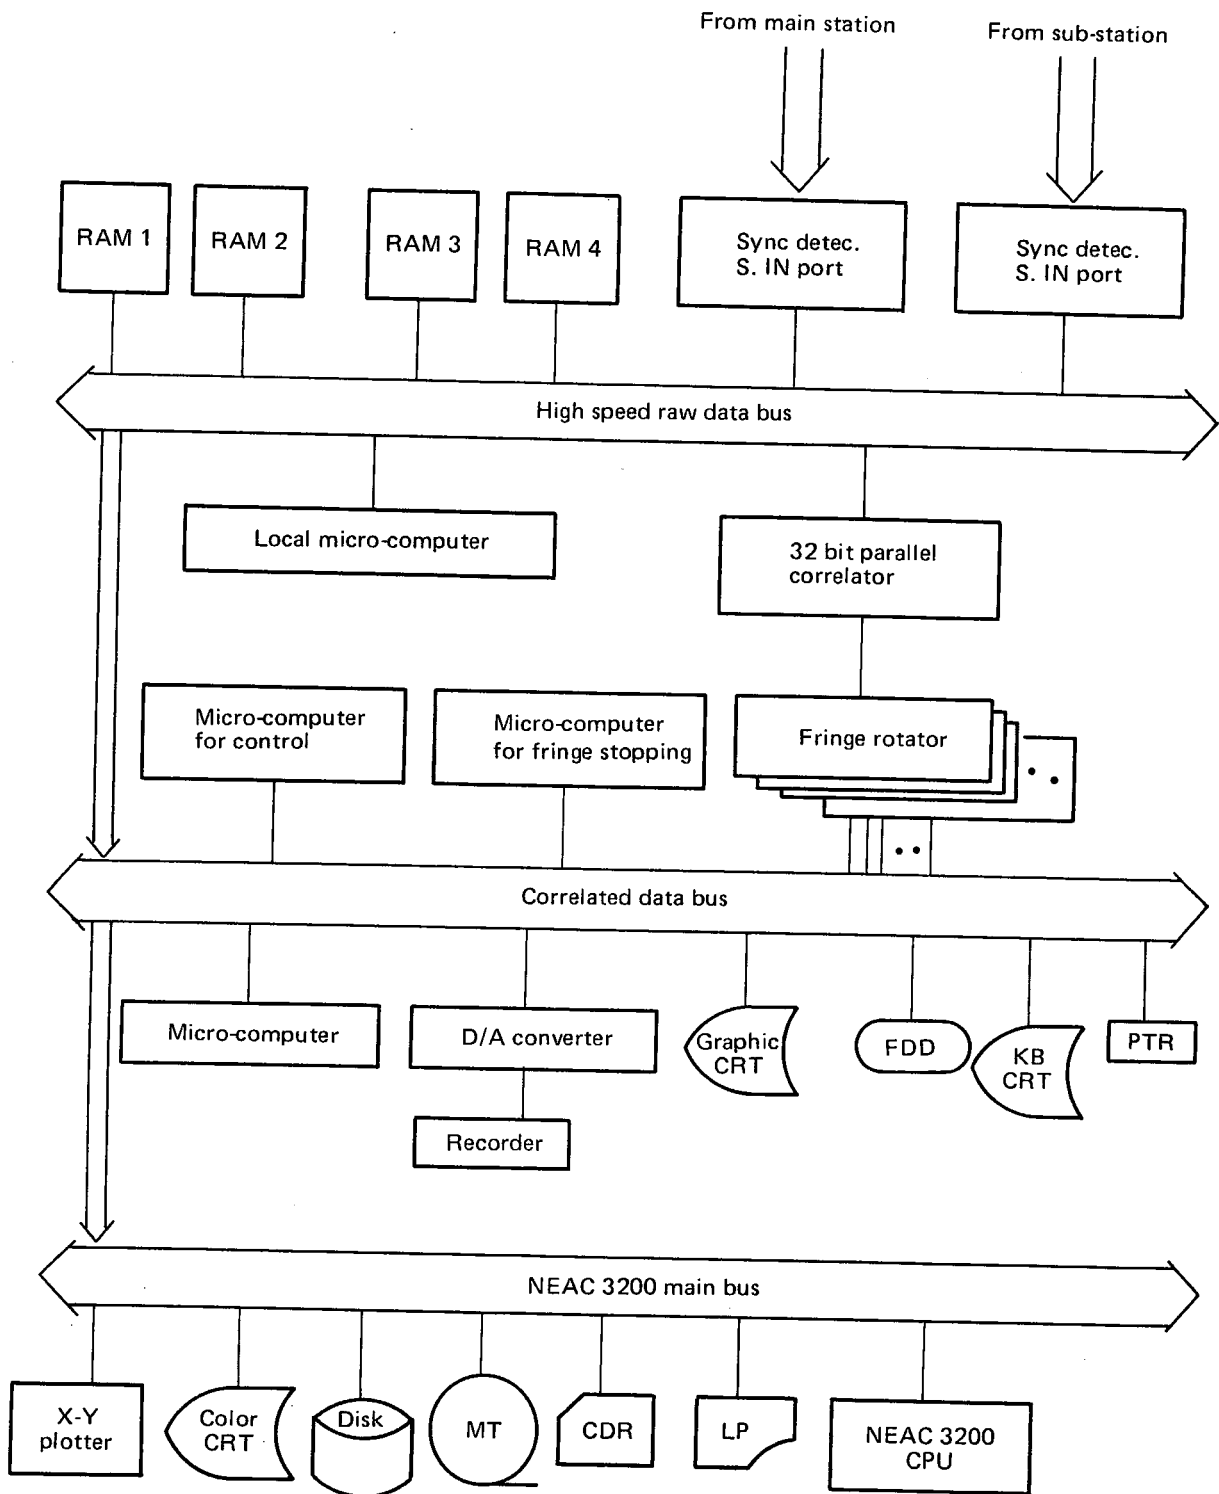 From main station
From sub-station
RAM 1
RAM 2
RAM 3
RAM 4
Sync detec.
S. IN port
Sync detec.
S. IN port
High speed raw data bus
Local micro-computer
32 bit parallel
correlator
Micro-computer
for control
Micro-computer
for fringe stopping
Fringe rotator
Correlated data bus
Micro-computer
D/A converter
Graphic
CRT
FDD
KB
CRT
PTR
Recorder
NEAC 3200 main bus
X-Y
plotter
Color
CRT
Disk
MT
CDR
LP
NEAC 3200
CPU